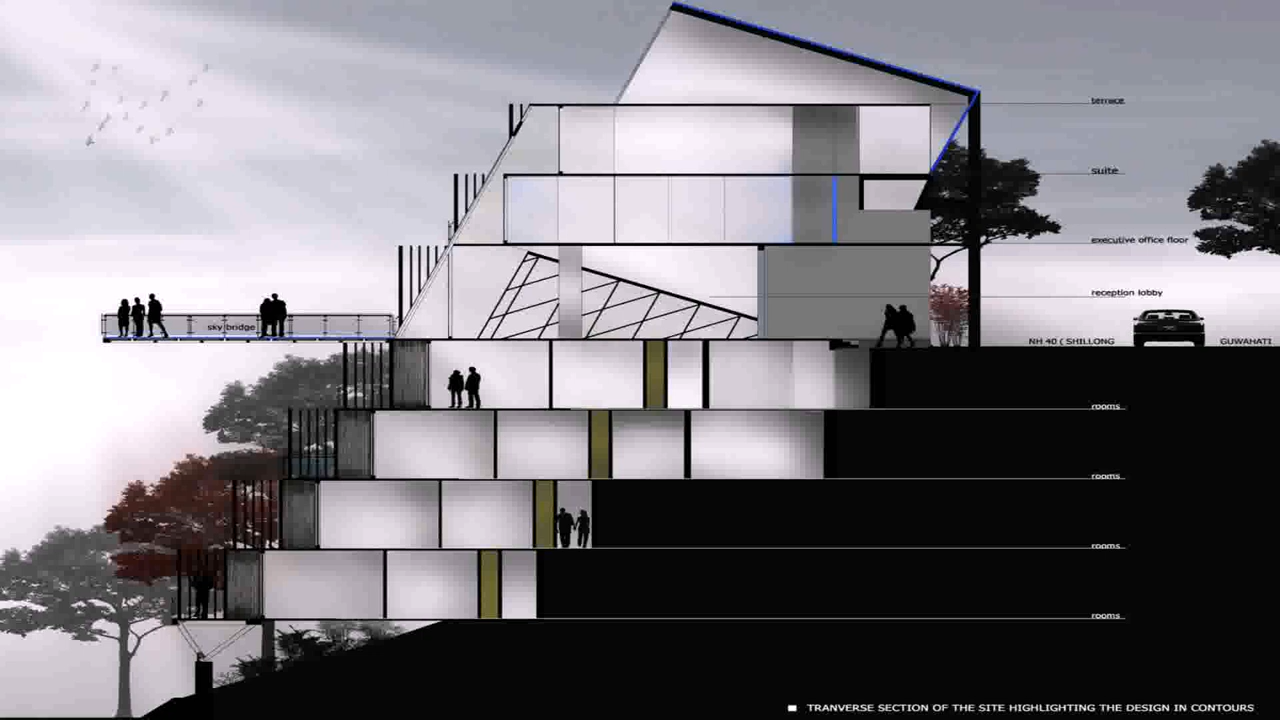 terrace
suite
executive office floor
reception lobby
sky bridge
NH 40 ( SHILLONG GUWAHATI
rooms
rooms
rooms
rooms
TRANVERSE SECTION OF THE SITE HIGHLIGHTING THE DESIGN IN CONTOURS